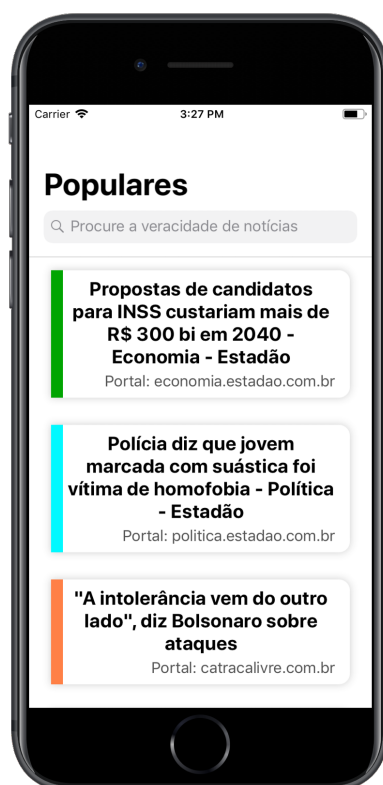 Carrier
3:27 PM
Populares
Procure a veracidade de notícias
Propostas de candidatos
para INSS custariam mais de
R$ 300 bi em 2040 -
Economia - Estadão
Portal: economia.estadao.com.br
Polícia diz que jovem
marcada com suástica foi
vítima de homofobia - Política
- Estadão
Portal: politica.estadao.com.br
"A intolerância vem do outro
lado", diz Bolsonaro sobre
ataques
Portal: catracalivre.com.br